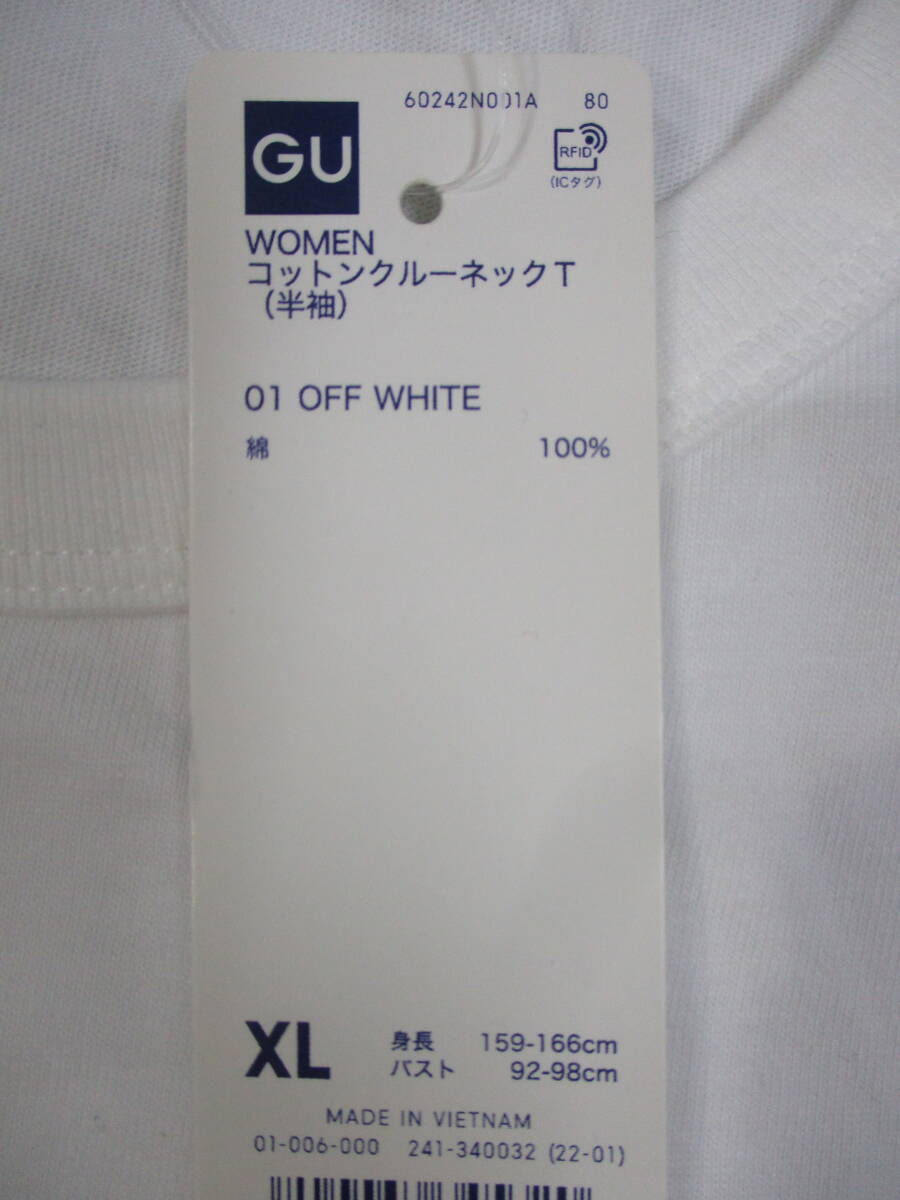 60242N001A 80
GU
RFID
(ICタグ)
WOMEN
コットンクルーネックT
(半袖)
01 OFF WHITE
綿 100%
XL 身長 159-166cm
バスト 92-98cm
MADE IN VIETNAM
01-006-000 241-340032 (22-01)